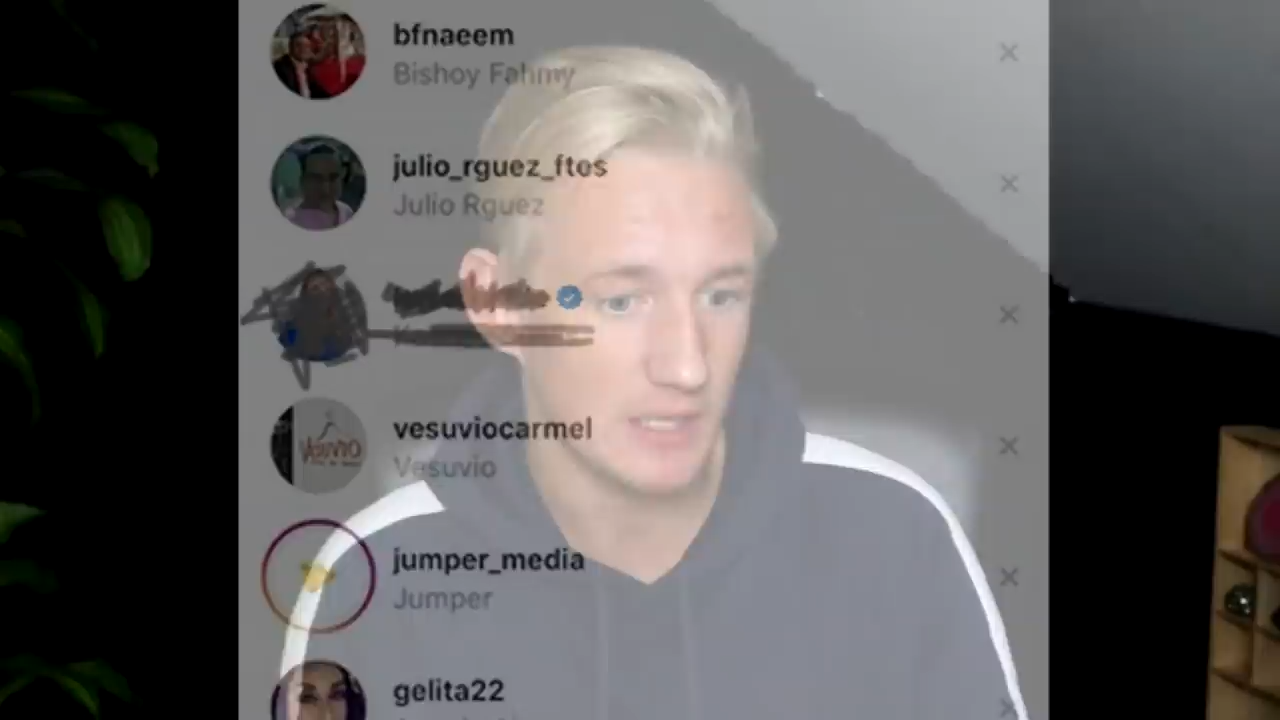 bfnaeem
Bishoy Fahmy
julio_rguez_ftos
Julio Rguez
vesuviocarmel
Vesuvio
jumper_media
Jumper
gelita22